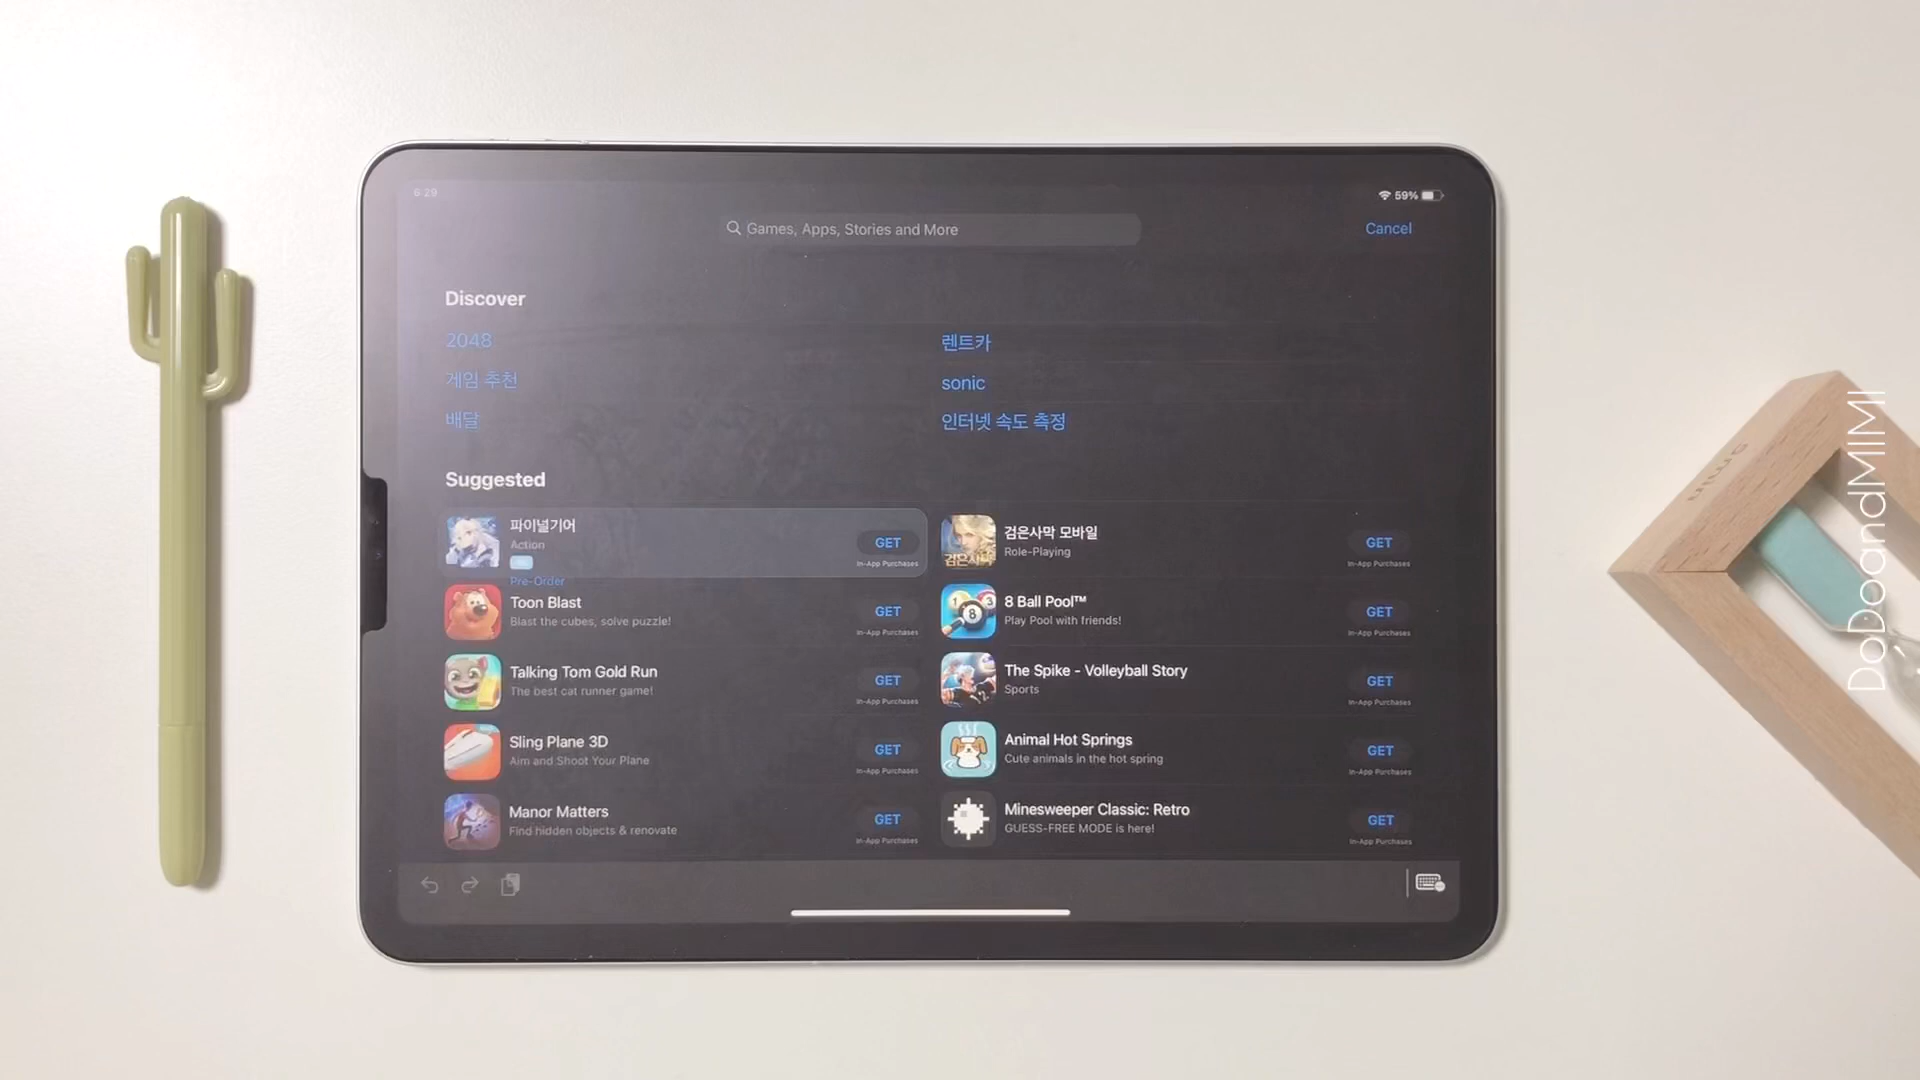 6:29
59%
Games, Apps, Stories and More
Cancel
Discover
2048
렌트카
게임 추천
sonic
배달
인터넷 속도 측정
Suggested
파이널기어
Action
Pre-Order
GET
In-App Purchases
검은사막 모바일
Role-Playing
GET
In-App Purchases
검은사막
Toon Blast
Blast the cubes, solve puzzle!
GET
In-App Purchases
8 Ball Pool™
Play Pool with friends!
GET
In-App Purchases
Talking Tom Gold Run
The best cat runner game!
GET
In-App Purchases
The Spike - Volleyball Story
Sports
GET
In-App Purchases
Sling Plane 3D
Aim and Shoot Your Plane
GET
In-App Purchases
Animal Hot Springs
Cute animals in the hot spring
GET
In-App Purchases
Manor Matters
Find hidden objects & renovate
GET
In-App Purchases
Minesweeper Classic: Retro
GUESS-FREE MODE is here!
GET
In-App Purchases
DoDoandMIMI